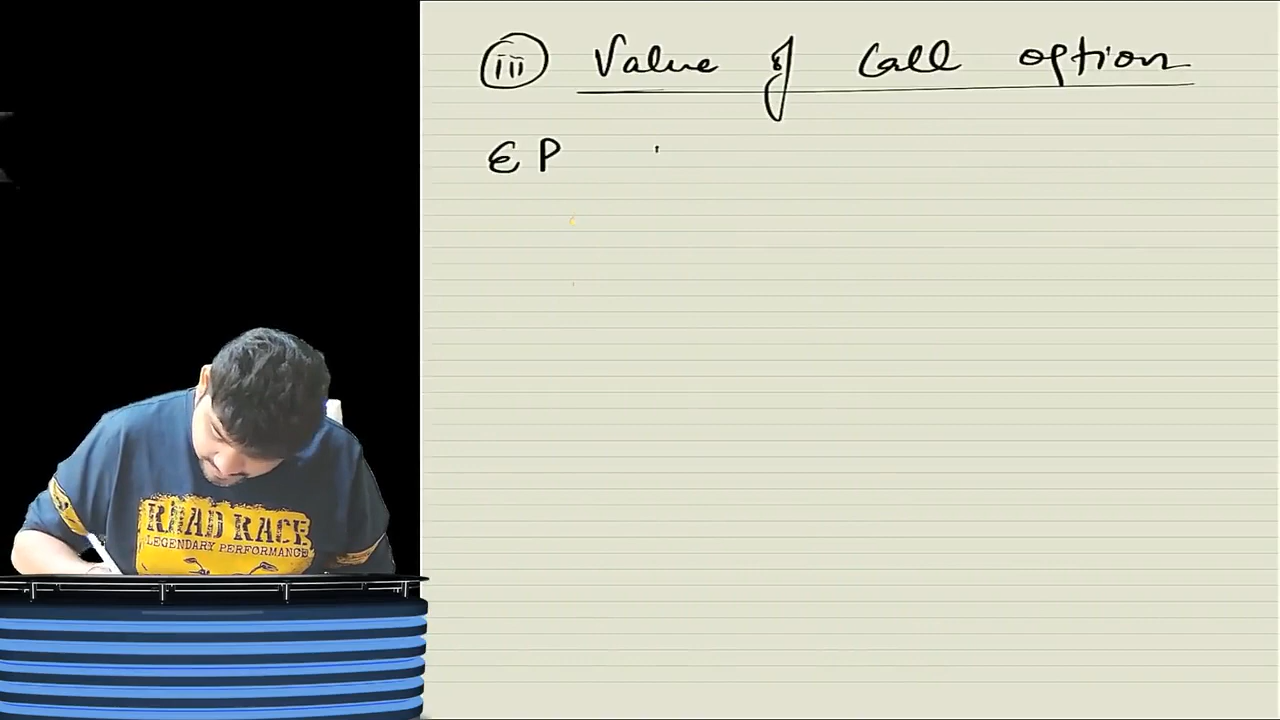 (iii) Value of Call option
EP
ROAD RACE
LEGENDARY PERFORMANCE